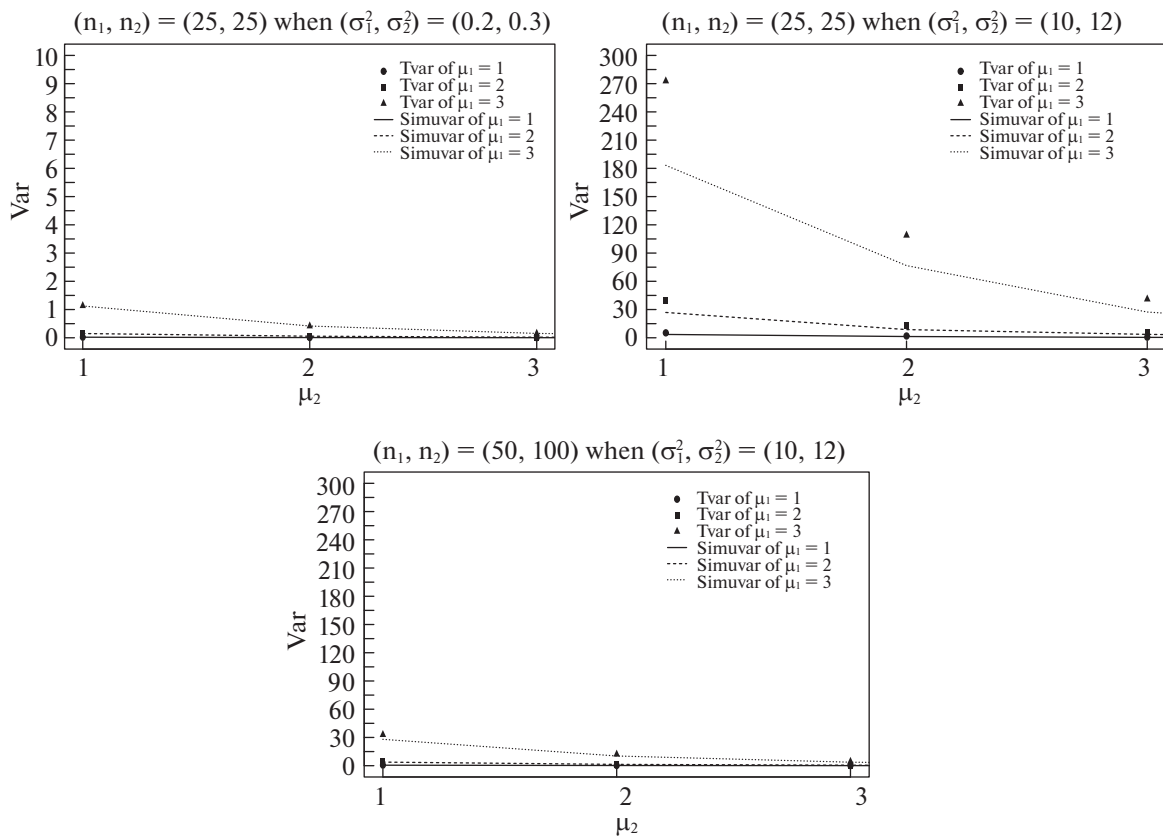 (n₁, n₂) = (25, 25) when (σ₁², σ₂²) = (0.2, 0.3)
10
9
8
7
6
5
4
3
2
1
0
Var
Tvar of μ₁ = 1
Tvar of μ₁ = 2
Tvar of μ₁ = 3
Simuvar of μ₁ = 1
Simuvar of μ₁ = 2
Simuvar of μ₁ = 3
1 2 3
μ₂
(n₁, n₂) = (25, 25) when (σ₁², σ₂²) = (10, 12)
300
270
240
210
180
150
120
90
60
30
0
Var
Tvar of μ₁ = 1
Tvar of μ₁ = 2
Tvar of μ₁ = 3
Simuvar of μ₁ = 1
Simuvar of μ₁ = 2
Simuvar of μ₁ = 3
1 2 3
μ₂
(n₁, n₂) = (50, 100) when (σ₁², σ₂²) = (10, 12)
300
270
240
210
180
150
120
90
60
30
0
Var
Tvar of μ₁ = 1
Tvar of μ₁ = 2
Tvar of μ₁ = 3
Simuvar of μ₁ = 1
Simuvar of μ₁ = 2
Simuvar of μ₁ = 3
1 2 3
μ₂